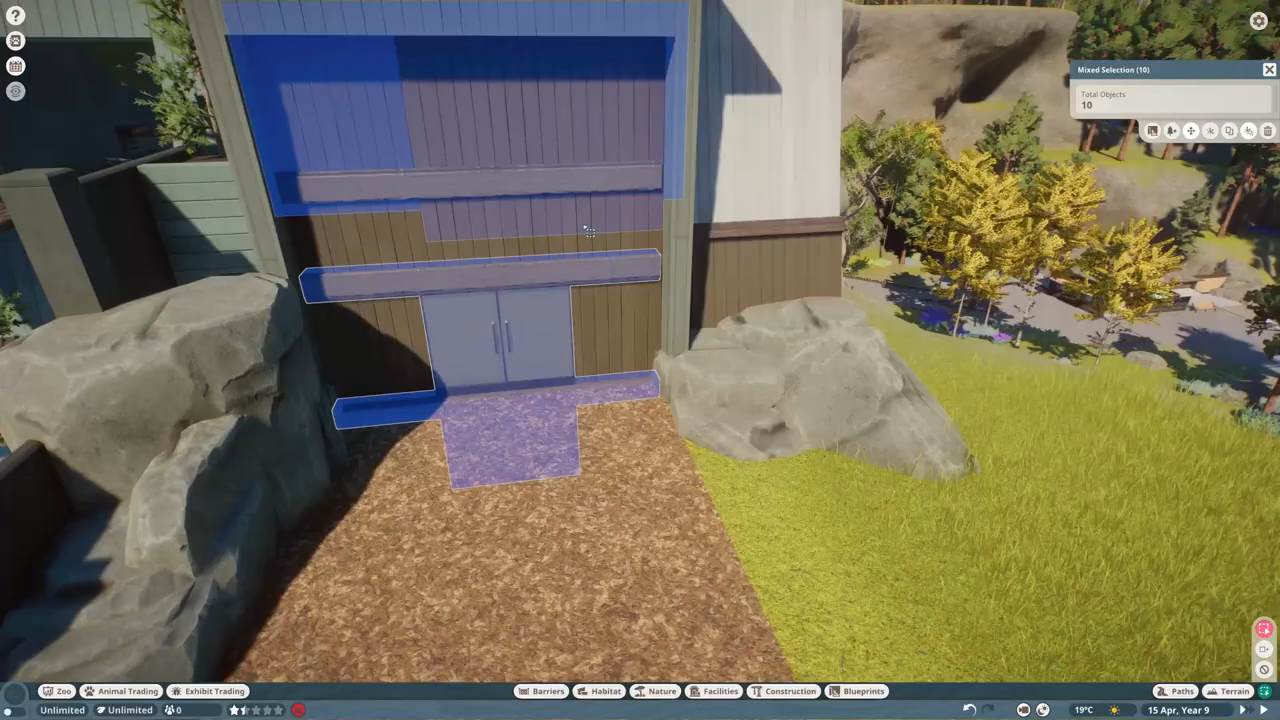 ?
Mixed Selection (10)
Total Objects
10
Zoo
Animal Trading
Exhibit Trading
Barriers
Habitat
Nature
Facilities
Construction
Blueprints
Paths
Terrain
Unlimited
Unlimited
0
19°C
15 Apr, Year 9